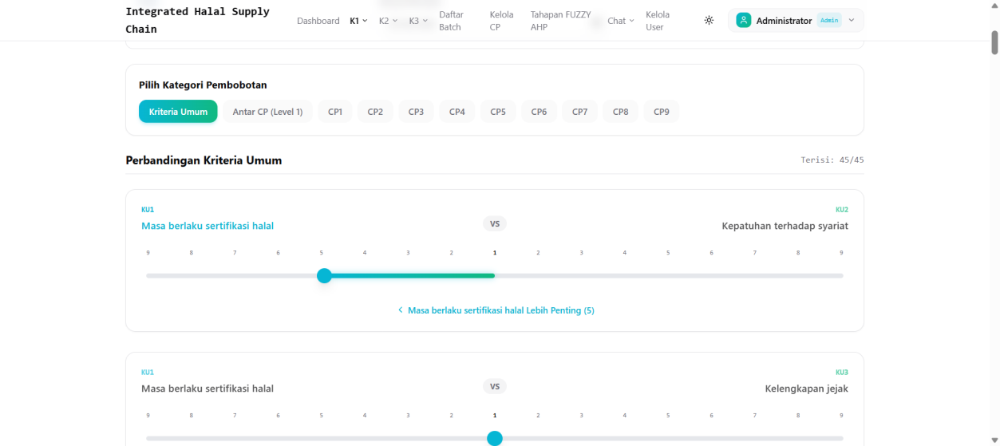 Integrated Halal Supply
Chain
Dashboard K1 K2 K3 Daftar Batch Kelola CP Tahapan FUZZY AHP Chat Kelola User Administrator Admin
Pilih Kategori Pembobotan
Kriteria Umum Antar CP (Level 1) CP1 CP2 CP3 CP4 CP5 CP6 CP7 CP8 CP9
Perbandingan Kriteria Umum Terisi: 45/45
KU1 KU2
Masa berlaku sertifikasi halal VS Kepatuhan terhadap syariat
9 8 7 6 5 4 3 2 1 2 3 4 5 6 7 8 9
Masa berlaku sertifikasi halal Lebih Penting (5)
KU1 KU3
Masa berlaku sertifikasi halal VS Kelengkapan jejak
9 8 7 6 5 4 3 2 1 2 3 4 5 6 7 8 9